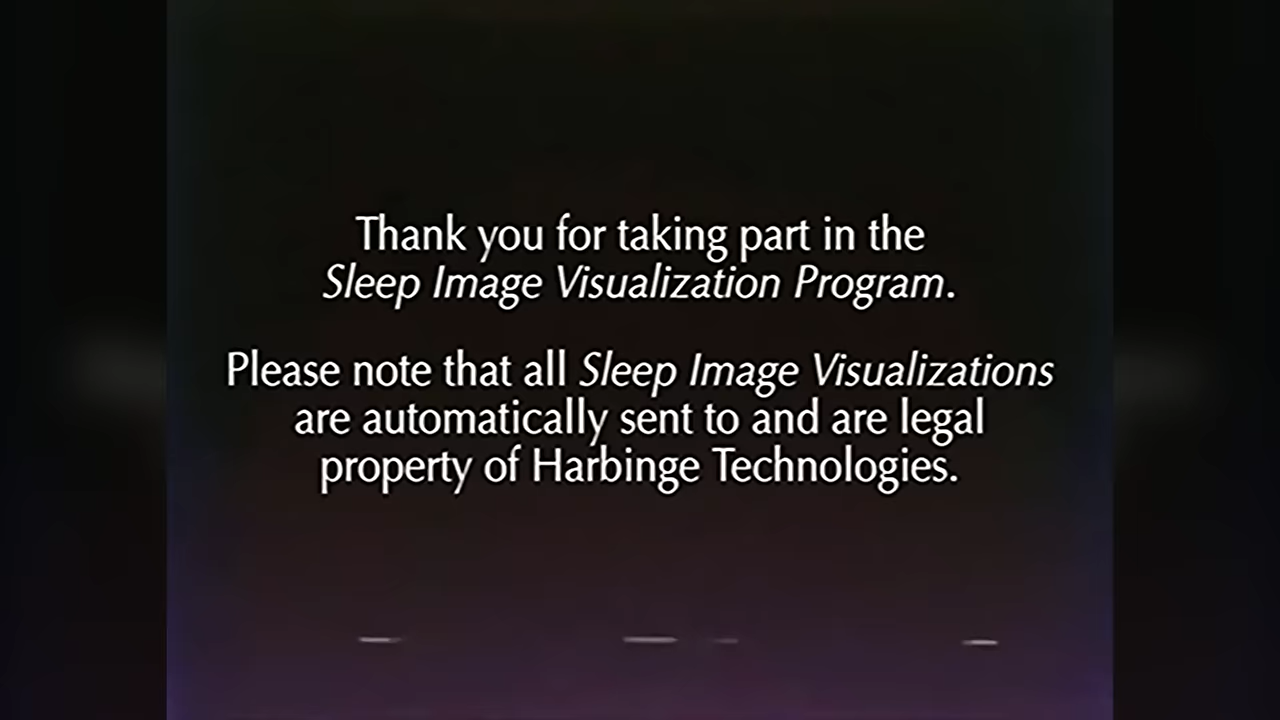 Thank you for taking part in the
Sleep Image Visualization Program.
Please note that all Sleep Image Visualizations
are automatically sent to and are legal
property of Harbinge Technologies.